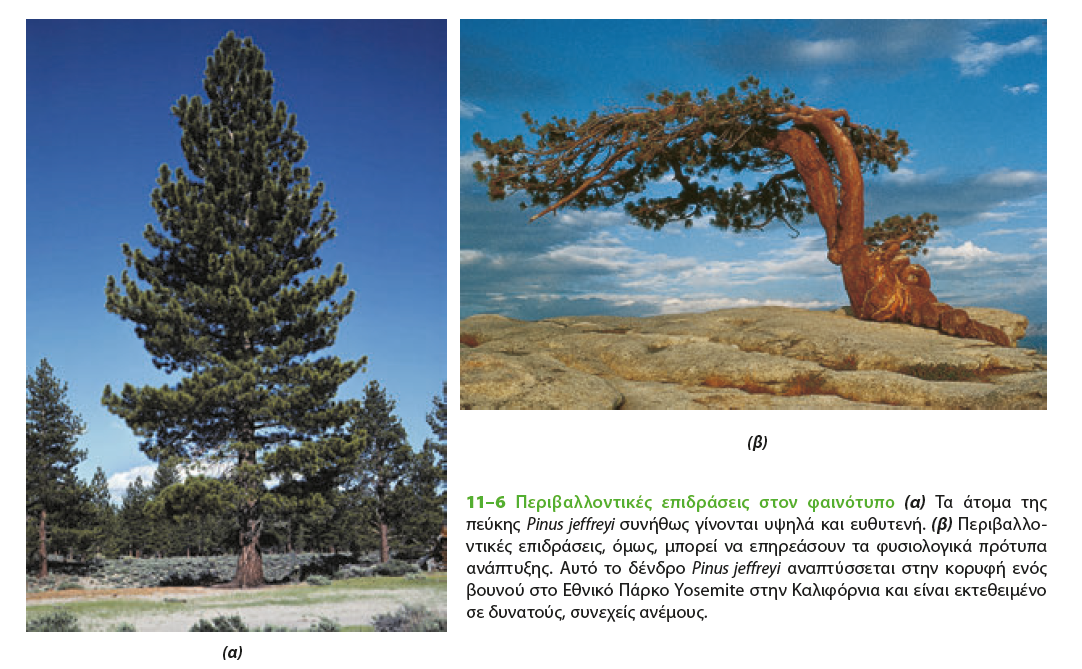 (α)
(β)
11–6 Περιβαλλοντικές επιδράσεις στον φαινότυπο (α) Τα άτομα της
πεύκης Pinus jeffreyi συνήθως γίνονται υψηλά και ευθυτενή. (β) Περιβαλλο-
ντικές επιδράσεις, όμως, μπορεί να επηρεάσουν τα φυσιολογικά πρότυπα
ανάπτυξης. Αυτό το δένδρο Pinus jeffreyi αναπτύσσεται στην κορυφή ενός
βουνού στο Εθνικό Πάρκο Yosemite στην Καλιφόρνια και είναι εκτεθειμένο
σε δυνατούς, συνεχείς ανέμους.